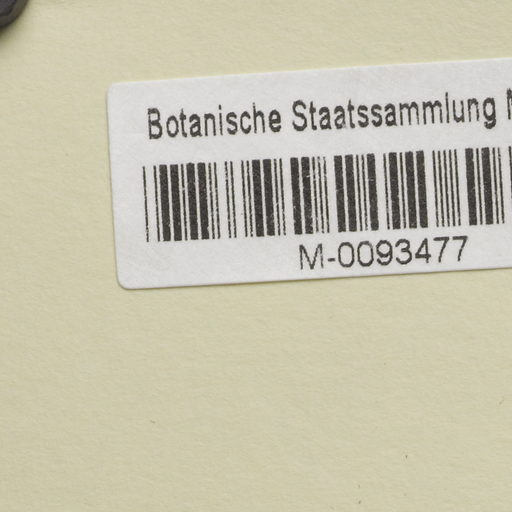 Botanische Staatssammlung
M-0093477